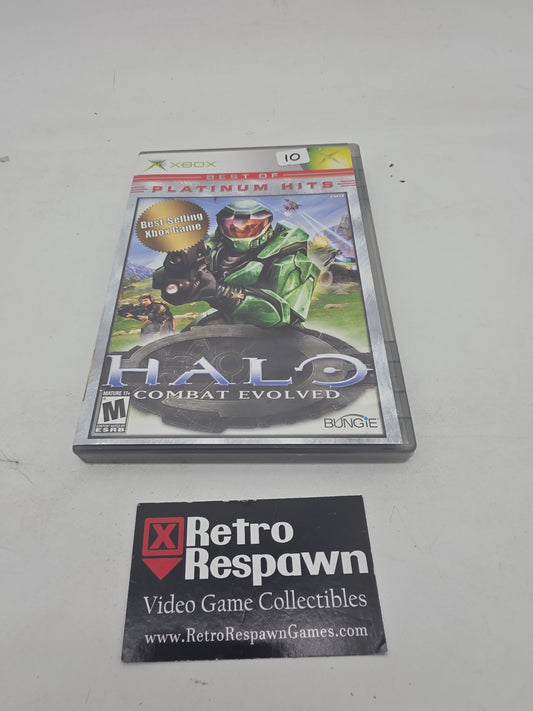 XBOX
10
BEST OF
PLATINUM HITS
Best-Selling
Xbox Game
HALO
COMBAT EVOLVED
MATURE 17+
M
ESRB
BUNGIE
X Retro
Respawn
Video Game Collectibles
www.RetroRespawnGames.com